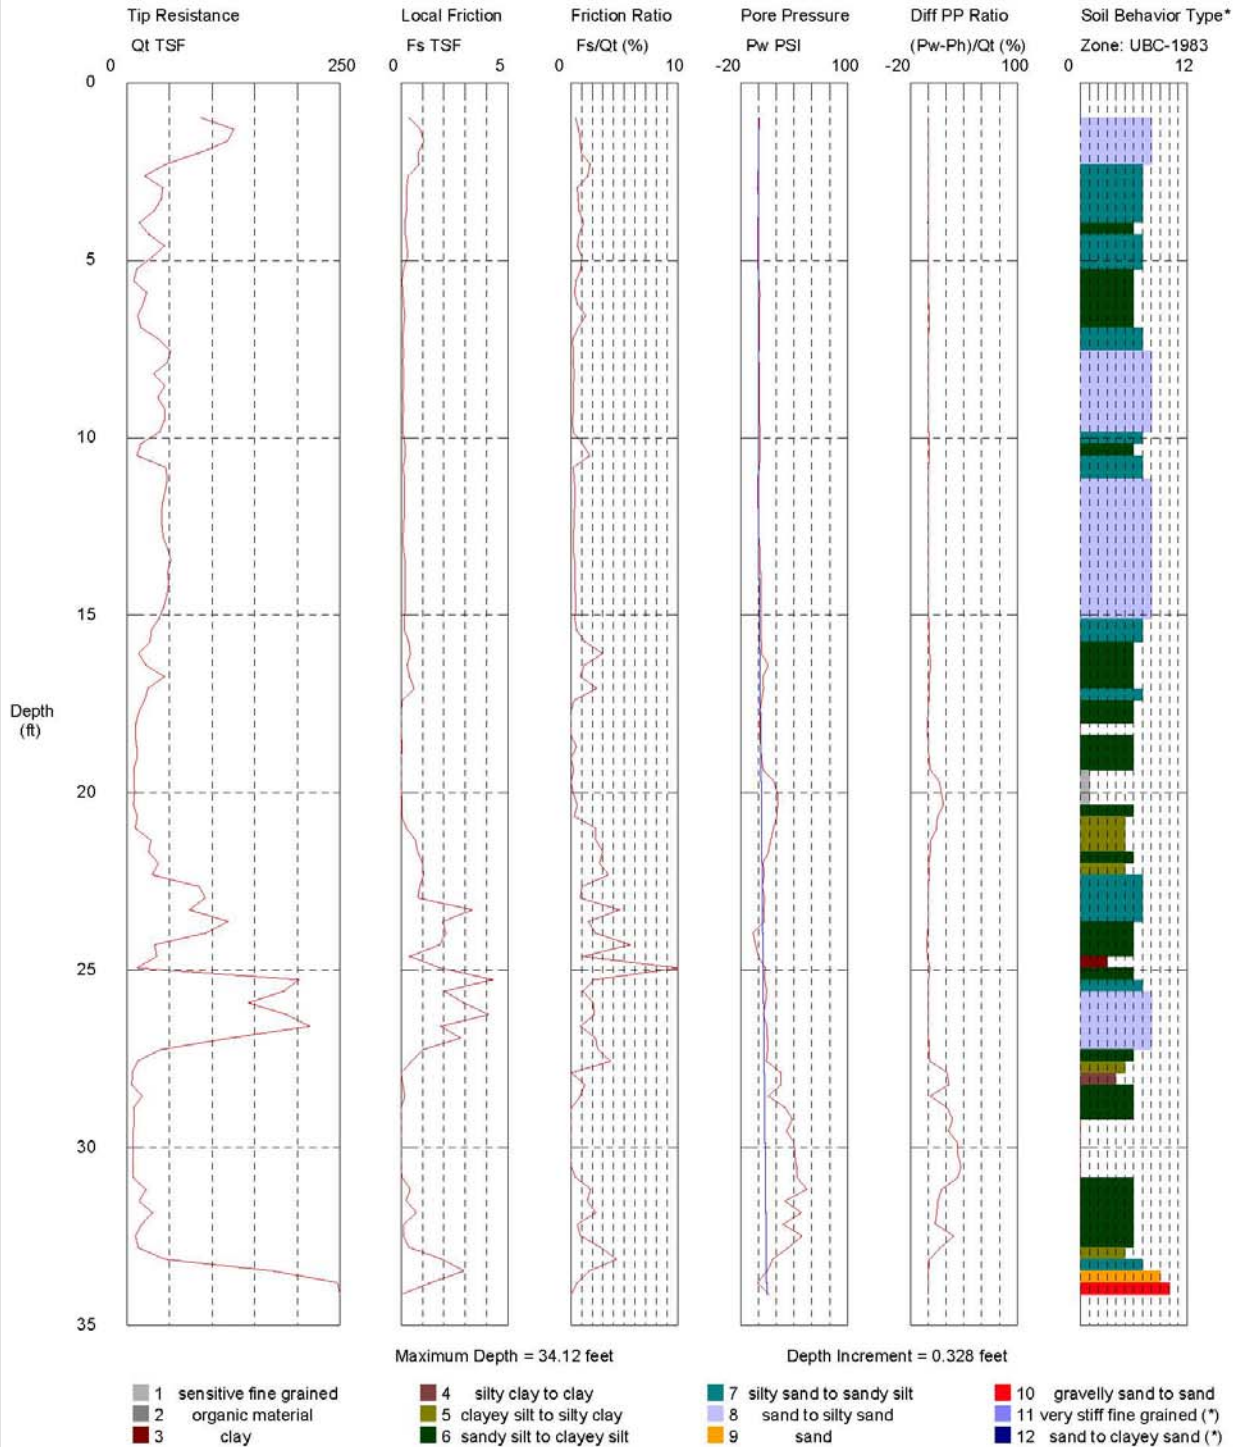 Tip Resistance Local Friction Friction Ratio Pore Pressure Diff PP Ratio Soil Behavior Type*
Qt TSF Fs TSF Fs/Qt (%) Pw PSI (Pw-Ph)/Qt (%) Zone: UBC-1983
0 250 0 5 0 10 -20 100 -20 100 0 12
0
5
10
15
Depth
(ft)
20
25
30
35
Maximum Depth = 34.12 feet Depth Increment = 0.328 feet
1 sensitive fine grained 4 silty clay to clay 7 silty sand to sandy silt 10 gravelly sand to sand
2 organic material 5 clayey silt to silty clay 8 sand to silty sand 11 very stiff fine grained (*)
3 clay 6 sandy silt to clayey silt 9 sand 12 sand to clayey sand (*)